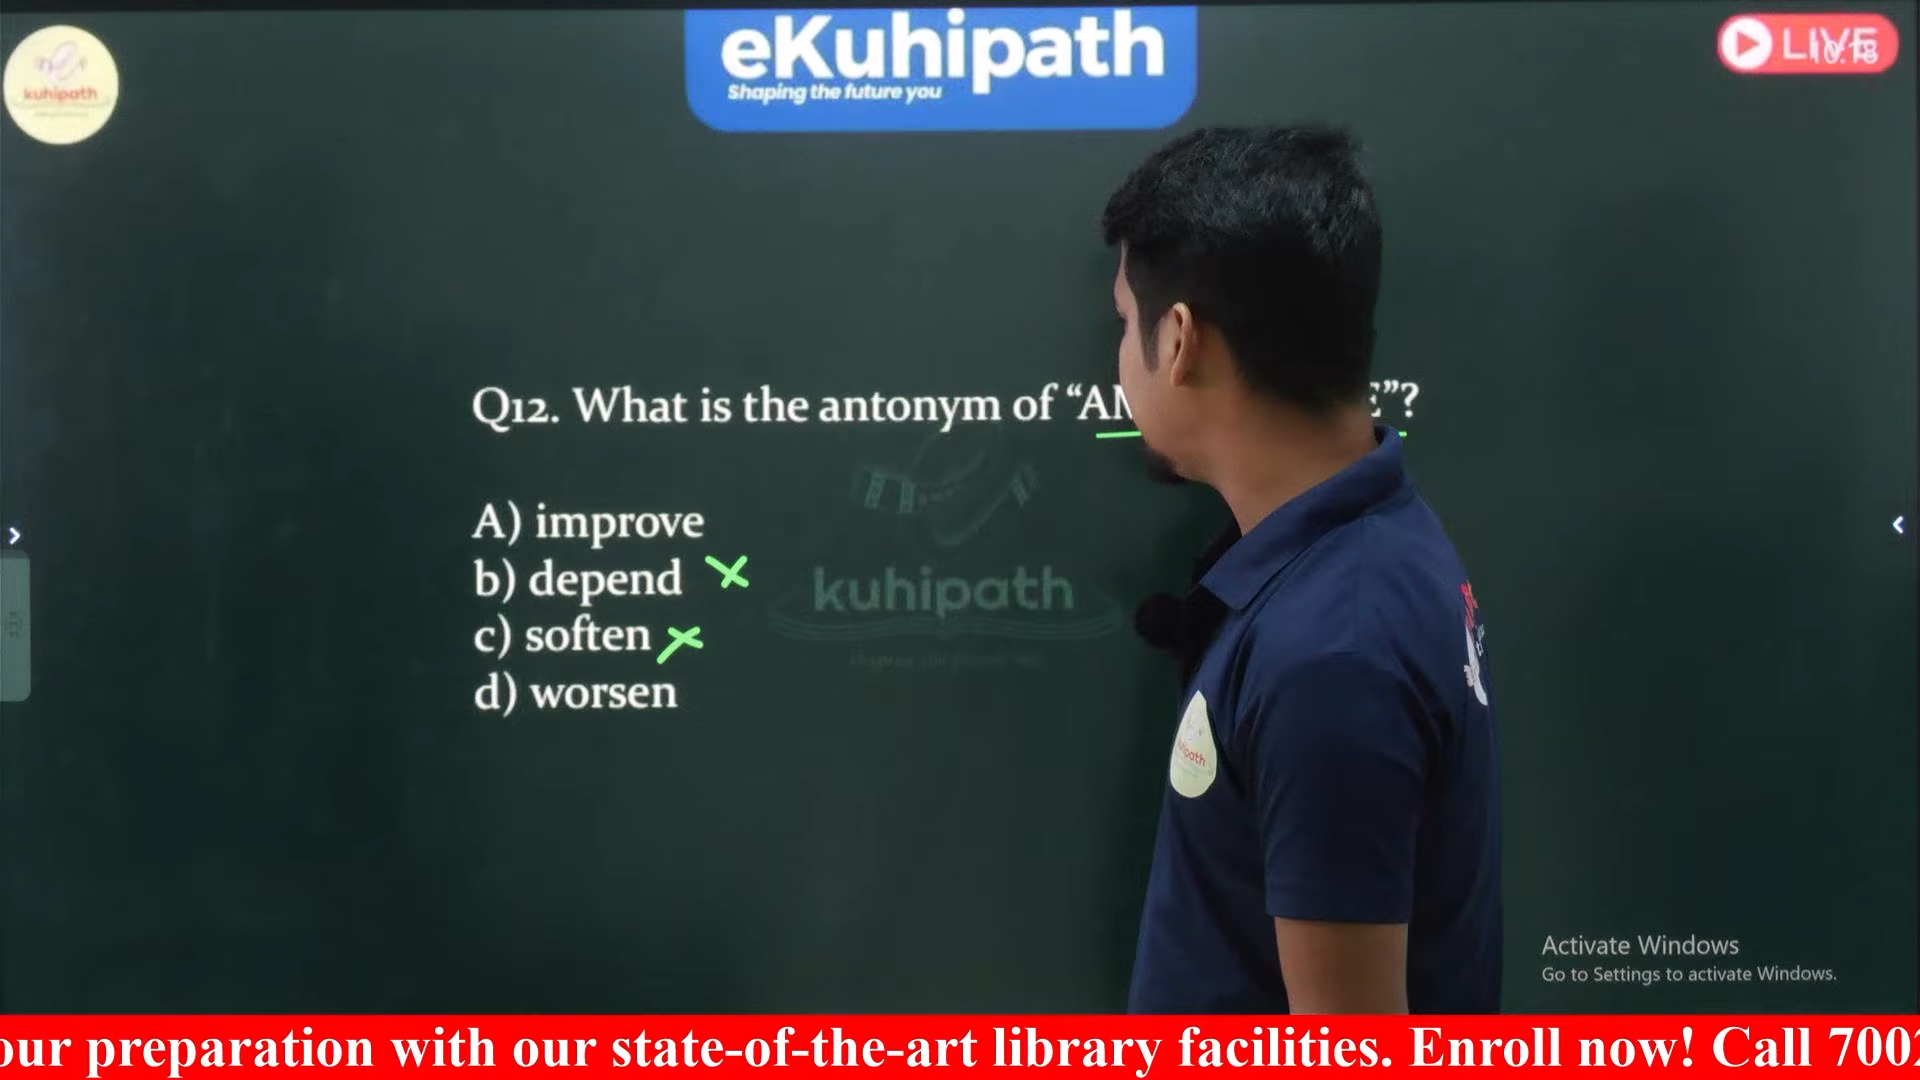 eKuhipath
Shaping the future you
kuhipath
LIVE
Q12. What is the antonym of “AM E”?
A) improve
b) depend
c) soften
d) worsen
kuhipath
Activate Windows
Go to Settings to activate Windows.
our preparation with our state-of-the-art library facilities. Enroll now! Call 7002